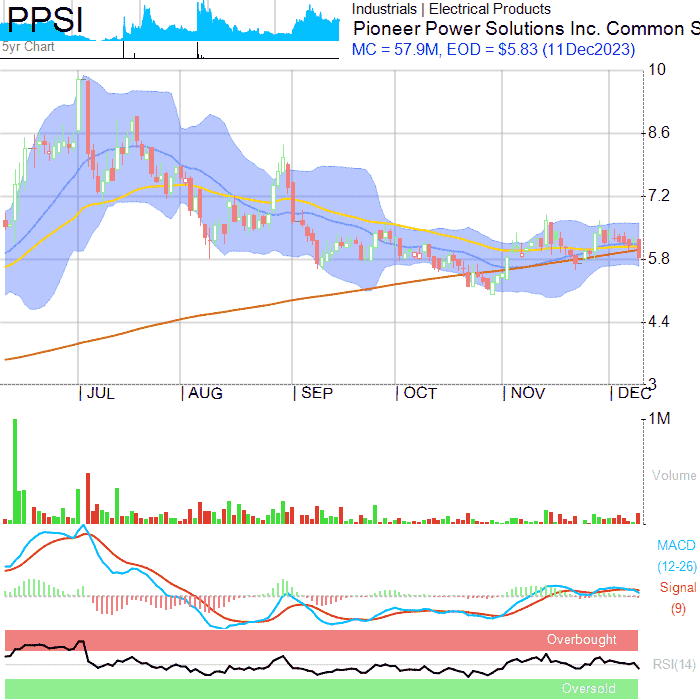 PPSI
Industrials | Electrical Products
Pioneer Power Solutions Inc. Common S
5yr Chart
MC = 57.9M, EOD = $5.83 (11Dec2023)
10
8.6
7.2
5.8
4.4
3
JUL AUG SEP OCT NOV DEC
1M
Volume
MACD
(12-26)
Signal
(9)
Overbought
RSI(14)
Oversold